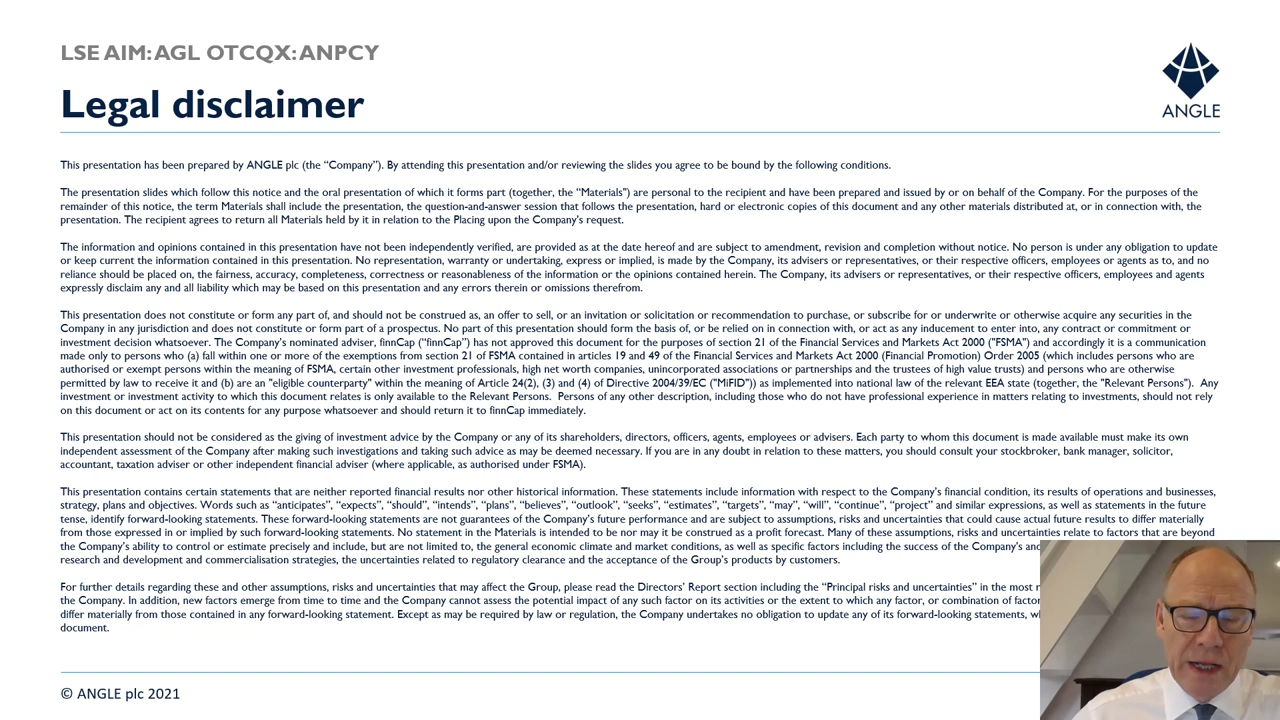 LSE AIM: AGL OTCQX: ANPCY
Legal disclaimer
ANGLE
This presentation has been prepared by ANGLE plc (the “Company”). By attending this presentation and/or reviewing the slides you agree to be bound by the following conditions.
The presentation slides which follow this notice and the oral presentation of which it forms part (together, the “Materials”) are personal to the recipient and have been prepared and issued by or on behalf of the Company. For the purposes of the
remainder of this notice, the term Materials shall include the presentation, the question-and-answer session that follows the presentation, hard or electronic copies of this document and any other materials distributed at, or in connection with, the
presentation. The recipient agrees to return all Materials held by it in relation to the Placing upon the Company’s request.
The information and opinions contained in this presentation have not been independently verified, are provided as at the date hereof and are subject to amendment, revision and completion without notice. No person is under any obligation to update
or keep current the information contained in this presentation. No representation, warranty or undertaking, express or implied, is made by the Company, its advisers or representatives, or their respective officers, employees or agents as to, and no
reliance should be placed on, the fairness, accuracy, completeness, correctness or reasonableness of the information or the opinions contained herein. The Company, its advisers or representatives, or their respective officers, employees and agents
expressly disclaim any and all liability which may be based on this presentation and any errors therein or omissions therefrom.
This presentation does not constitute or form any part of, and should not be construed as, an offer to sell, or an invitation or solicitation or recommendation to purchase, or subscribe for or underwrite or otherwise acquire any securities in the
Company in any jurisdiction and does not constitute or form part of a prospectus. No part of this presentation should form the basis of, or be relied on in connection with, or act as any inducement to enter into, any contract or commitment or
investment decision whatsoever. The Company’s nominated adviser, finnCap (“finnCap”) has not approved this document for the purposes of section 21 of the Financial Services and Markets Act 2000 ("FSMA") and accordingly it is a communication
made only to persons who (a) fall within one or more of the exemptions from section 21 of FSMA contained in articles 19 and 49 of the Financial Services and Markets Act 2000 (Financial Promotion) Order 2005 (which includes persons who are
authorised or exempt persons within the meaning of FSMA, certain other investment professionals, high net worth companies, unincorporated associations or partnerships and the trustees of high value trusts) and persons who are otherwise
permitted by law to receive it and (b) are an "eligible counterparty" within the meaning of Article 24(2), (3) and (4) of Directive 2004/39/EC ("MiFID")) as implemented into national law of the relevant EEA state (together, the "Relevant Persons"). Any
investment or investment activity to which this document relates is only available to the Relevant Persons. Persons of any other description, including those who do not have professional experience in matters relating to investments, should not rely
on this document or act on its contents for any purpose whatsoever and should return it to finnCap immediately.
This presentation should not be considered as the giving of investment advice by the Company or any of its shareholders, directors, officers, agents, employees or advisers. Each party to whom this document is made available must make its own
independent assessment of the Company after making such investigations and taking such advice as may be deemed necessary. If you are in any doubt in relation to these matters, you should consult your stockbroker, bank manager, solicitor,
accountant, taxation adviser or other independent financial adviser (where applicable, as authorised under FSMA).
This presentation contains certain statements that are neither reported financial results nor other historical information. These statements include information with respect to the Company’s financial condition, its results of operations and businesses,
strategy, plans and objectives. Words such as “anticipates”, “expects”, “should”, “intends”, “plans”, “believes”, “outlook”, “seeks”, “estimates”, “targets”, “may”, “will”, “continue”, “project” and similar expressions, as well as statements in the future
tense, identify forward-looking statements. These forward-looking statements are not guarantees of the Company’s future performance and are subject to assumptions, risks and uncertainties that could cause actual future results to differ materially
from those expressed in or implied by such forward-looking statements. No statement in the Materials is intended to be nor may it be construed as a profit forecast. Many of these assumptions, risks and uncertainties relate to factors that are beyond
the Company’s ability to control or estimate precisely and include, but are not limited to, the general economic climate and market conditions, as well as specific factors including the success of the Company’s and
research and development and commercialisation strategies, the uncertainties related to regulatory clearance and the acceptance of the Group’s products by customers.
For further details regarding these and other assumptions, risks and uncertainties that may affect the Group, please read the Directors’ Report section including the “Principal risks and uncertainties” in the most
the Company. In addition, new factors emerge from time to time and the Company cannot assess the potential impact of any such factor on its activities or the extent to which any factor, or combination of
differ materially from those contained in any forward-looking statement. Except as may be required by law or regulation, the Company undertakes no obligation to update any of its forward-looking statements,
document.
© ANGLE plc 2021